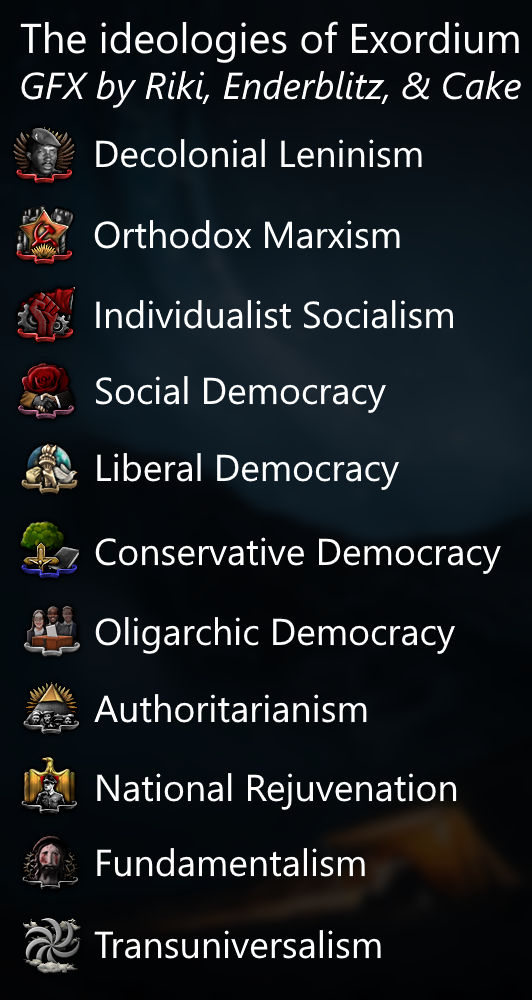 The ideologies of Exordium
GFX by Riki, Enderblitz, & Cake
Decolonial Leninism
Orthodox Marxism
Individualist Socialism
Social Democracy
Liberal Democracy
Conservative Democracy
Oligarchic Democracy
Authoritarianism
National Rejuvenation
Fundamentalism
Transuniversalism